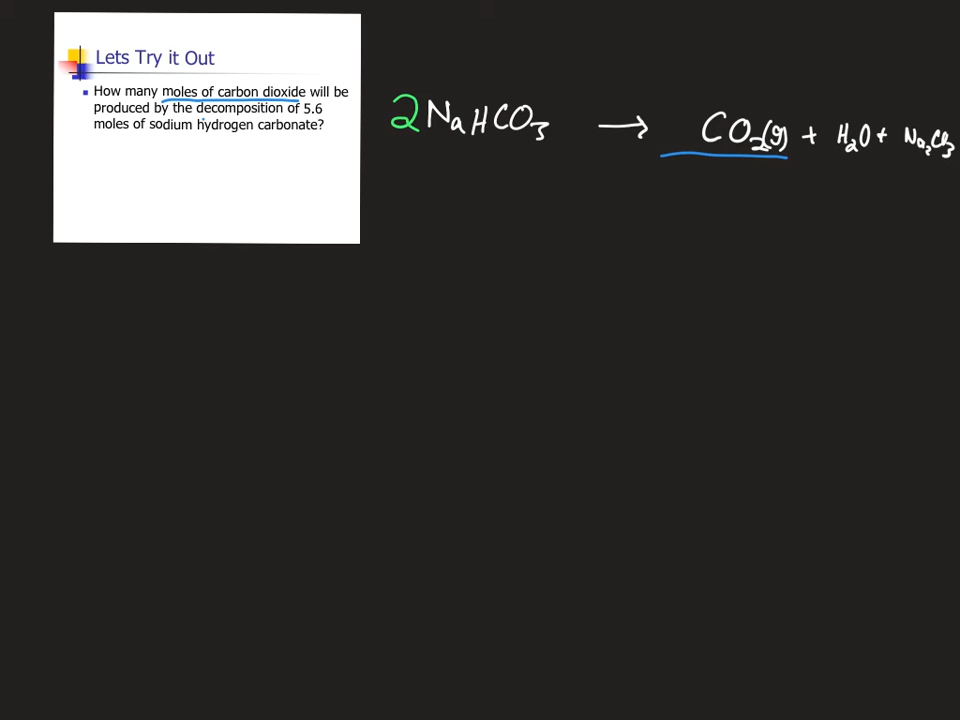 Lets Try it Out
How many moles of carbon dioxide will be
produced by the decomposition of 5.6
moles of sodium hydrogen carbonate?
2NaHCO3 → CO2(g) + H2O + Na2CO3